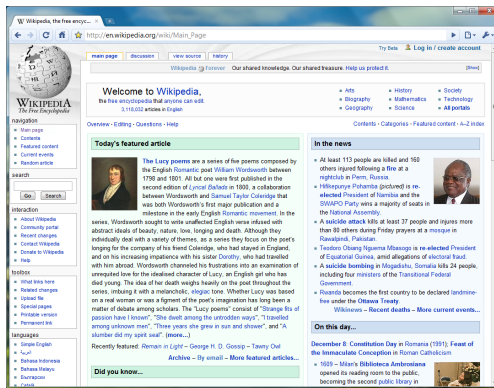 Wikipedia, the free encyc...
http://en.wikipedia.org/wiki/Main_Page
Try Beta
Log in / create account
main page
discussion
view source
history
Wikipedia Forever
Our shared knowledge. Our shared treasure. Help us protect it.
[Show]
WIKIPEDIA
The Free Encyclopedia
navigation
Main page
Contents
Featured content
Current events
Random article
search
Go
Search
interaction
About Wikipedia
Community portal
Recent changes
Contact Wikipedia
Donate to Wikipedia
Help
toolbox
What links here
Related changes
Upload file
Special pages
Printable version
Permanent link
languages
Simple English
العربية
Bahasa Indonesia
Bahasa Melayu
Български
Català
Welcome to Wikipedia,
the free encyclopedia that anyone can edit.
3,118,032 articles in English
Arts
Biography
Geography
History
Mathematics
Science
Society
Technology
All portals
Overview · Editing · Questions · Help
Contents · Categories · Featured content · A–Z index
Today's featured article
The Lucy poems are a series of five poems composed by
the English Romantic poet William Wordsworth between
1798 and 1801. All but one were first published in the
second edition of Lyrical Ballads in 1800, a collaboration
between Wordsworth and Samuel Taylor Coleridge that
was both Wordsworth's first major publication and a
milestone in the early English Romantic movement. In the
series, Wordsworth sought to write unaffected English verse infused with
abstract ideals of beauty, nature, love, longing and death. Although they
individually deal with a variety of themes, as a series they focus on the poet's
longing for the company of his friend Coleridge, who had stayed in England,
and on his increasing impatience with his sister Dorothy, who had travelled
with him abroad. Wordsworth channeled his frustrations into an examination of
unrequited love for the idealised character of Lucy, an English girl who has
died young. The idea of her death weighs heavily on the poet throughout the
series, imbuing it with a melancholic, elegiac tone. Whether Lucy was based
on a real woman or was a figment of the poet's imagination has long been a
matter of debate among scholars. The "Lucy poems" consist of "Strange fits of
passion have I known", "She dwelt among the untrodden ways", "I travelled
among unknown men", "Three years she grew in sun and shower", and "A
slumber did my spirit seal". (more...)
Recently featured: Remain in Light – George H. D. Gossip – Tawny Owl
Archive – By email – More featured articles...
Did you know...
In the news
At least 113 people are killed and 160
others injured following a fire at a
nightclub in Perm, Russia.
Hifikepunye Pohamba (pictured) is re-
elected President of Namibia and the
SWAPO Party wins a majority of seats in
the National Assembly.
A suicide attack kills at least 37 people and injures more
than 80 others during Friday prayers at a mosque in
Rawalpindi, Pakistan.
Teodoro Obiang Nguema Mbasogo is re-elected President
of Equatorial Guinea, amid allegations of electoral fraud.
A suicide bombing in Mogadishu, Somalia kills 24 people,
including four ministers of the Transitional Federal
Government.
Rwanda becomes the first country to be declared landmine-
free under the Ottawa Treaty.
Wikinews – Recent deaths – More current events...
On this day...
December 8: Constitution Day in Romania (1991); Feast of
the Immaculate Conception in Roman Catholicism
1609 – Milan's Biblioteca Ambrosiana
opened its reading room to the public,
becoming the second public library in